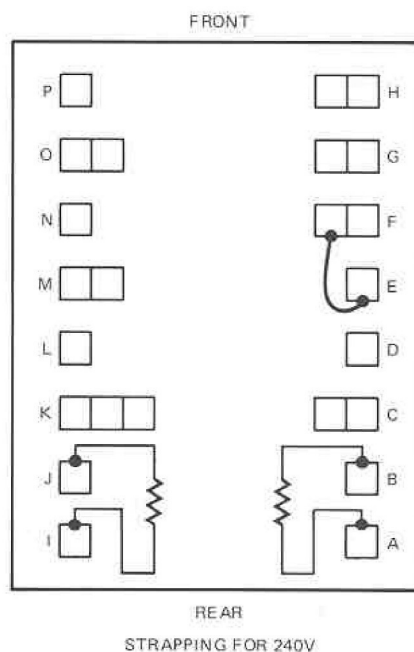 FRONT
P H
O G
N F
M E
L D
K C
J B
I A
REAR
STRAPPING FOR 240V